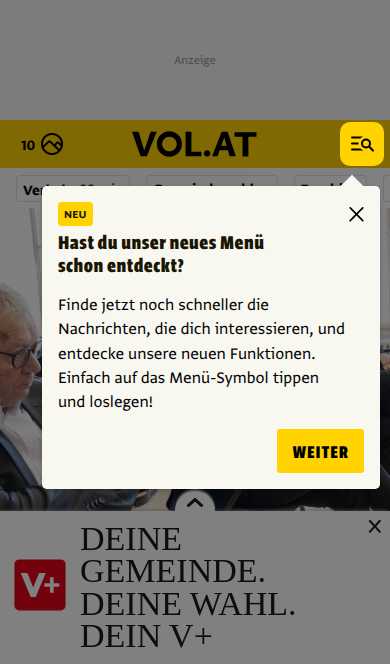 Anzeige
10
VOL.AT
NEU
Hast du unser neues Menü
schon entdeckt?
Finde jetzt noch schneller die
Nachrichten, die dich interessieren, und
entdecke unsere neuen Funktionen.
Einfach auf das Menü-Symbol tippen
und loslegen!
WEITER
V+
DEINE
GEMEINDE.
DEINE WAHL.
DEIN V+